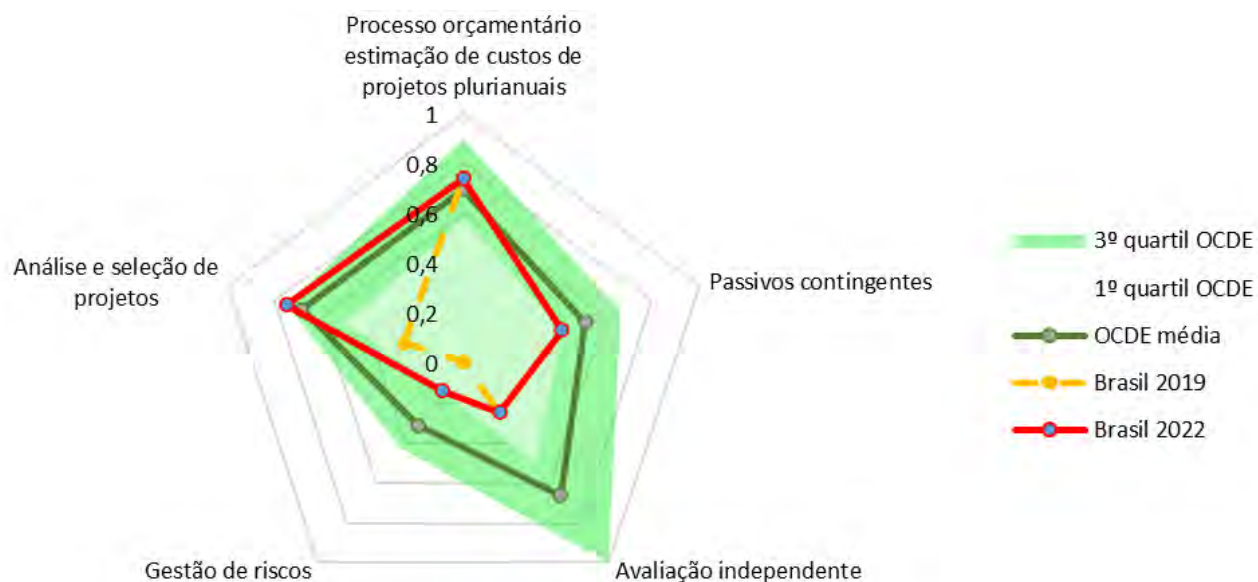 Processo orçamentário
estimação de custos de
projetos plurianuais
1
0,8
0,6
0,4
0,2
0
Análise e seleção de
projetos
Passivos contingentes
Gestão de riscos
Avaliação independente
3º quartil OCDE
1º quartil OCDE
OCDE média
Brasil 2019
Brasil 2022